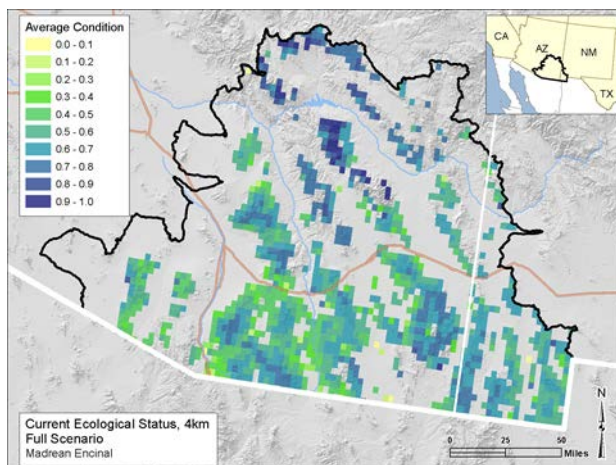 Average Condition
0.0 - 0.1
0.1 - 0.2
0.2 - 0.3
0.3 - 0.4
0.4 - 0.5
0.5 - 0.6
0.6 - 0.7
0.7 - 0.8
0.8 - 0.9
0.9 - 1.0
CA
AZ
NM
TX
Current Ecological Status, 4km
Full Scenario
Madrean Encinal
N
0 25 50
Miles